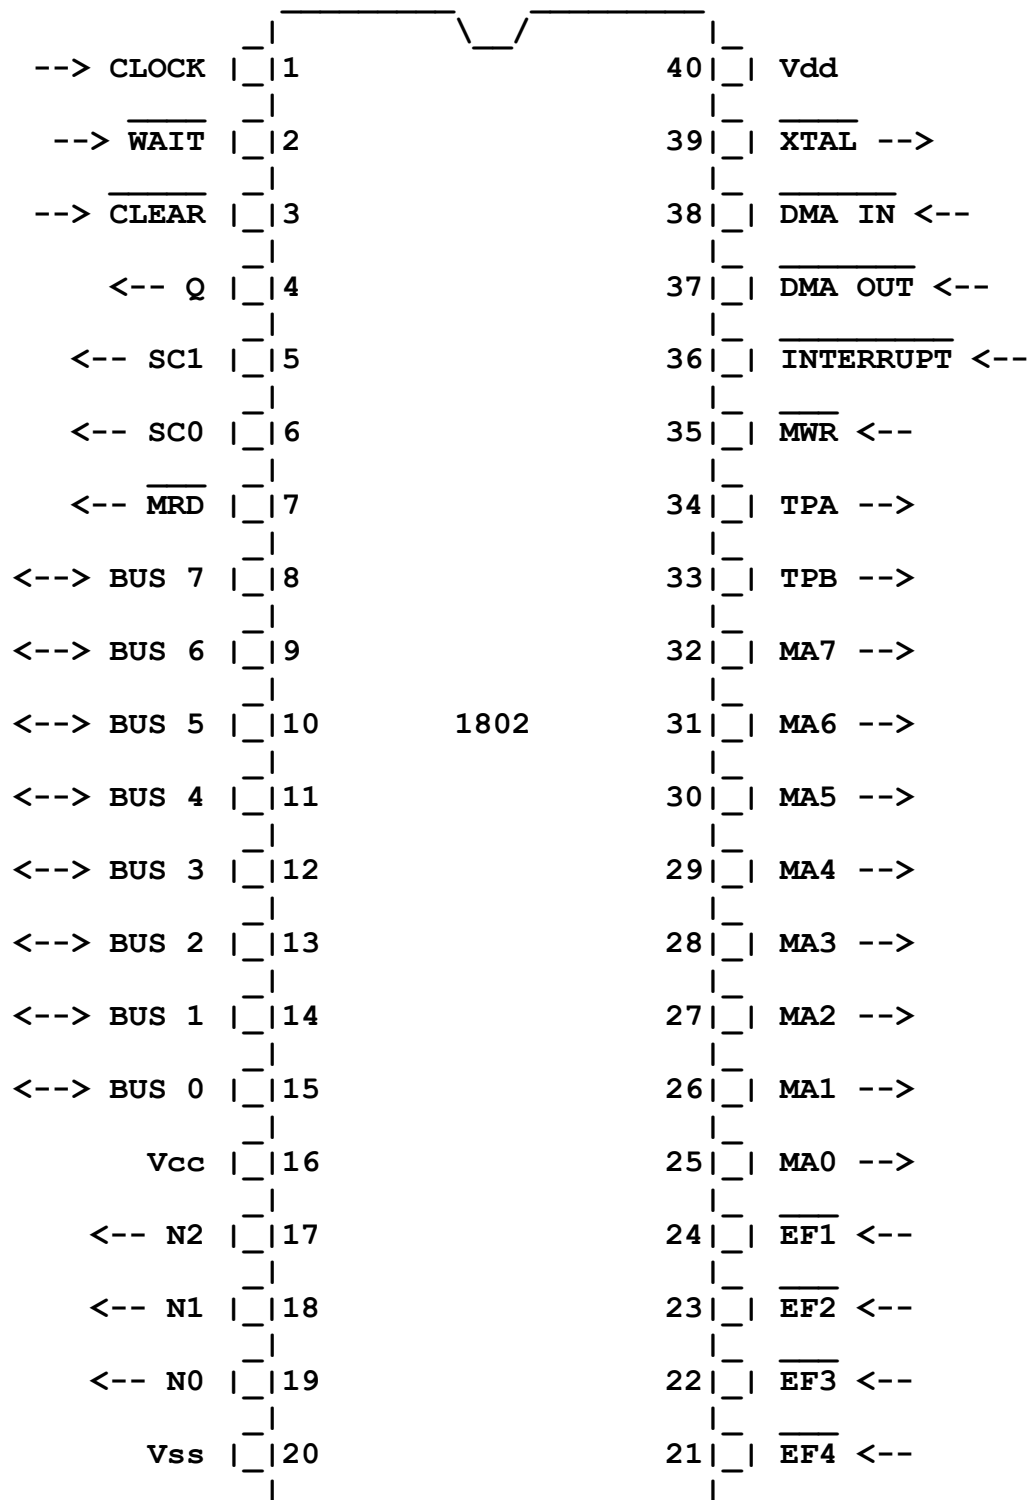 --> CLOCK 1 40 Vdd
--> WAIT 2 39 XTAL -->
--> CLEAR 3 38 DMA IN <--
<-- Q 4 37 DMA OUT <--
<-- SC1 5 36 INTERRUPT <--
<-- SC0 6 35 MWR <--
<-- MRD 7 34 TPA -->
<--> BUS 7 8 33 TPB -->
<--> BUS 6 9 32 MA7 -->
<--> BUS 5 10 1802 31 MA6 -->
<--> BUS 4 11 30 MA5 -->
<--> BUS 3 12 29 MA4 -->
<--> BUS 2 13 28 MA3 -->
<--> BUS 1 14 27 MA2 -->
<--> BUS 0 15 26 MA1 -->
Vcc 16 25 MA0 -->
<-- N2 17 24 EF1 <--
<-- N1 18 23 EF2 <--
<-- N0 19 22 EF3 <--
Vss 20 21 EF4 <--